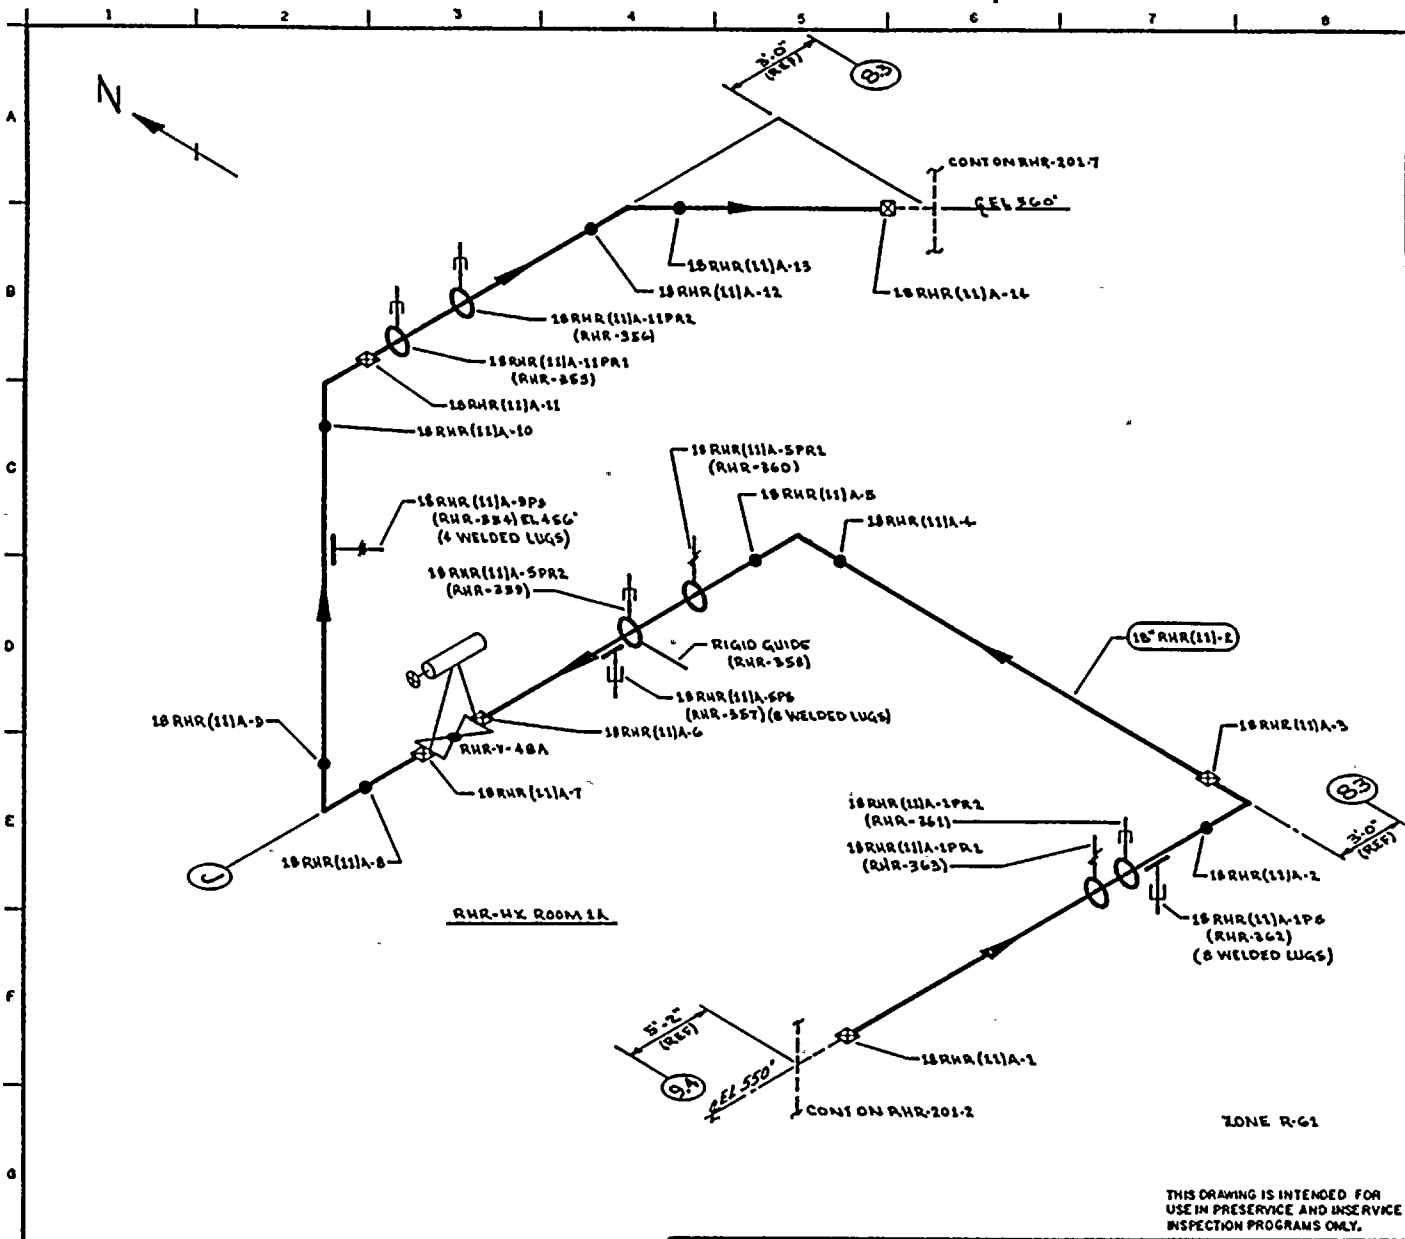 1 2 3 4 5 6 7 8
N
A
B
C
D
E
F
G
3'-0"
(REF)
8.3
CONT ON RHR-201-7
℄ EL 560'
18RHR(11)A-13
18RHR(11)A-12
18RHR(11)A-14
18RHR(11)A-11PR2
(RHR-356)
18RHR(11)A-11PR1
(RHR-355)
18RHR(11)A-11
18RHR(11)A-10
18RHR(11)A-5PR1
(RHR-360)
18RHR(11)A-9PS
(RHR-354) EL 456"
(4 WELDED LUGS)
18RHR(11)A-5
18RHR(11)A-4
18RHR(11)A-5PR2
(RHR-359)
RIGID GUIDE
(RHR-358)
18"RHR(11)-2
18RHR(11)A-5PS
(RHR-357) (8 WELDED LUGS)
18RHR(11)A-9
18RHR(11)A-6
18RHR(11)A-3
RHR-V-48A
18RHR(11)A-7
8.3
18RHR(11)A-1PR2
(RHR-361)
3'-0"
(REF)
18RHR(11)A-1PR1
(RHR-363)
18RHR(11)A-8
18RHR(11)A-2
RHR-HX ROOM 1A
18RHR(11)A-1PS
(RHR-362)
(8 WELDED LUGS)
5'-2"
(REF)
9.4
18RHR(11)A-1
℄ EL 550'
CONT ON RHR-201-2
ZONE R-61
THIS DRAWING IS INTENDED FOR
USE IN PRESERVICE AND INSERVICE
INSPECTION PROGRAMS ONLY.